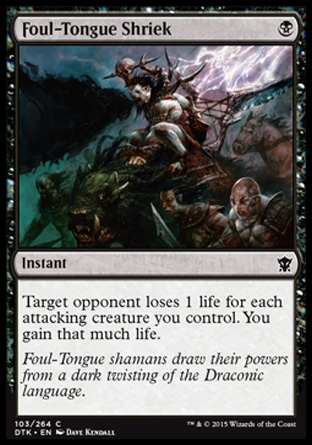 Foul-Tongue Shriek
Instant
Target opponent loses 1 life for each
attacking creature you control. You
gain that much life.
Foul-Tongue shamans draw their powers
from a dark twisting of the Draconic
language.
103/264 C
DTK • EN Dave Kendall
™ & © 2015 Wizards of the Coast